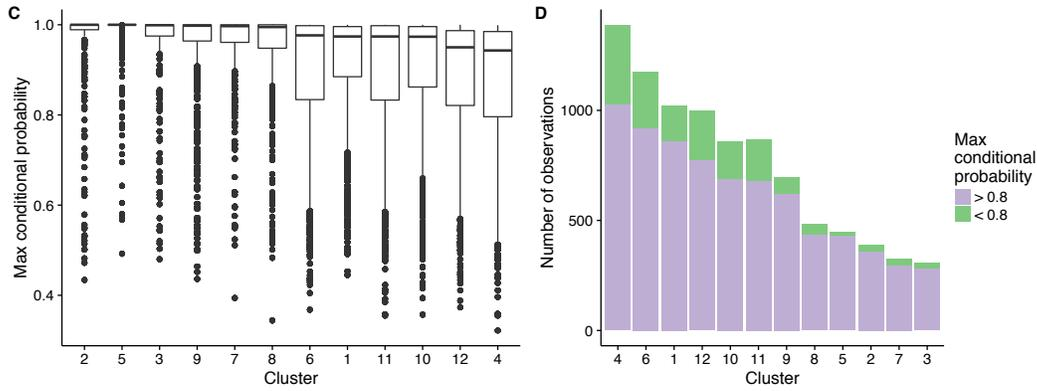 C
Max conditional probability
1.0
0.8
0.6
0.4
2 5 3 9 7 8 6 1 11 10 12 4
Cluster
D
Number of observations
1000
500
0
4 6 1 12 10 11 9 8 5 2 7 3
Cluster
Max
conditional
probability
> 0.8
< 0.8